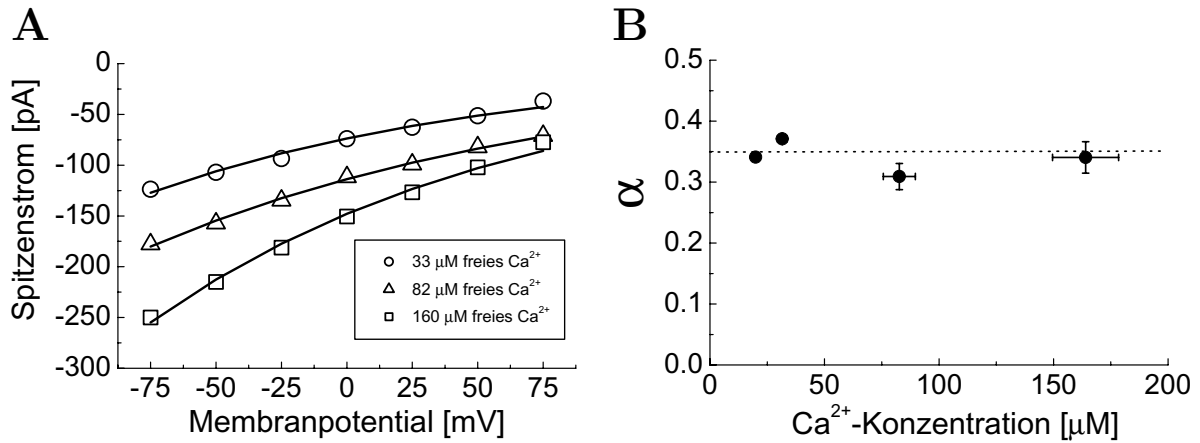 A
0
-50
-100
-150
-200
-250
-300
Spitzenstrom [pA]
-75 -50 -25 0 25 50 75
Membranpotential [mV]
33 µM freies Ca²⁺
82 µM freies Ca²⁺
160 µM freies Ca²⁺
B
0.5
0.4
0.3
0.2
0.1
0.0
α
0 50 100 150 200
Ca²⁺-Konzentration [µM]